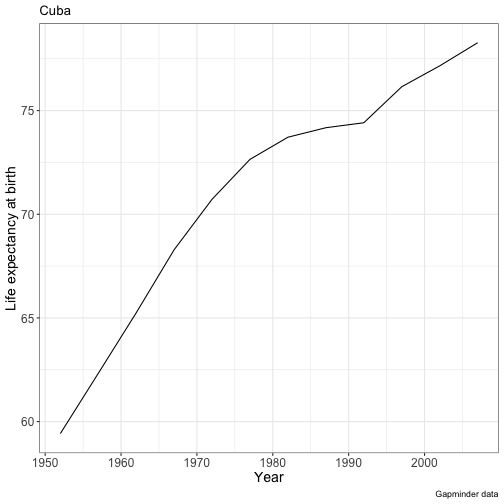 Cuba
Life expectancy at birth
75
70
65
60
1950 1960 1970 1980 1990 2000
Year
Gapminder data